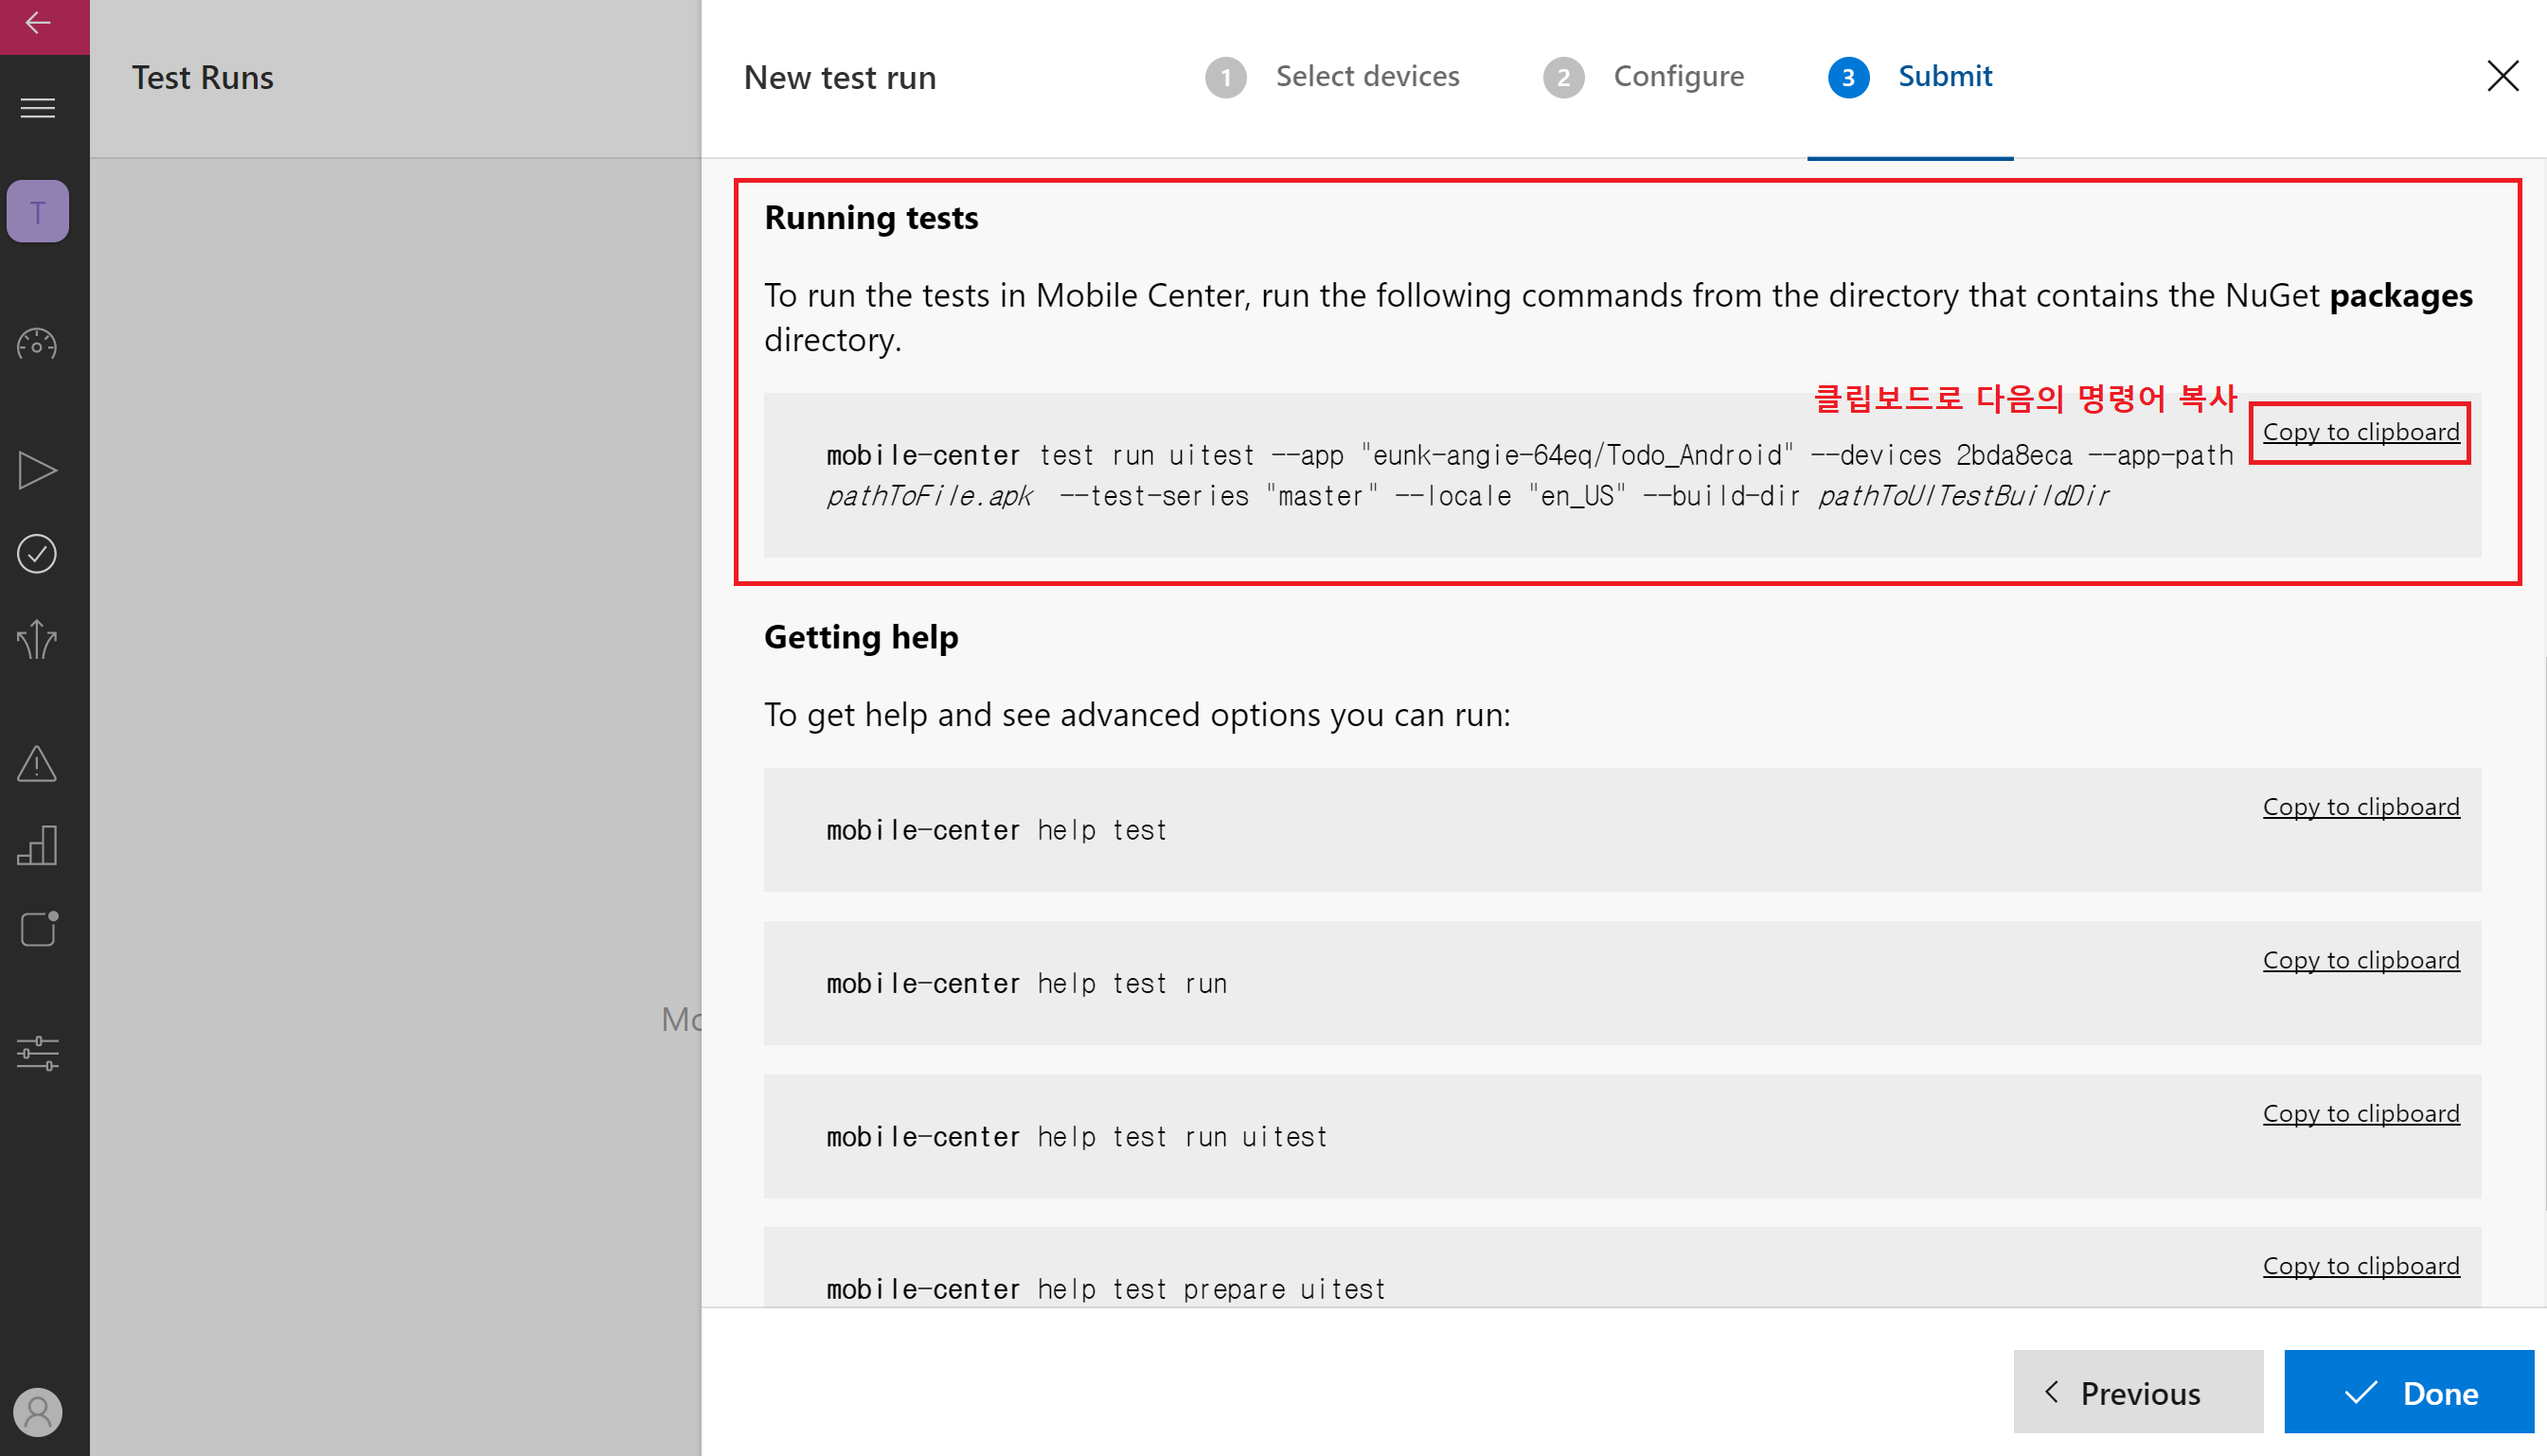 Test Runs
New test run
1 Select devices
2 Configure
3 Submit
T
Running tests
To run the tests in Mobile Center, run the following commands from the directory that contains the NuGet packages
directory.
클립보드로 다음의 명령어 복사
Copy to clipboard
mobile-center test run uitest --app "eunk-angie-64eq/Todo_Android" --devices 2bda8eca --app-path
pathToFile.apk --test-series "master" --locale "en_US" --build-dir pathToUITestBuildDir
Getting help
To get help and see advanced options you can run:
Copy to clipboard
mobile-center help test
Copy to clipboard
mobile-center help test run
Copy to clipboard
mobile-center help test run uitest
Copy to clipboard
mobile-center help test prepare uitest
Mo
Previous
Done